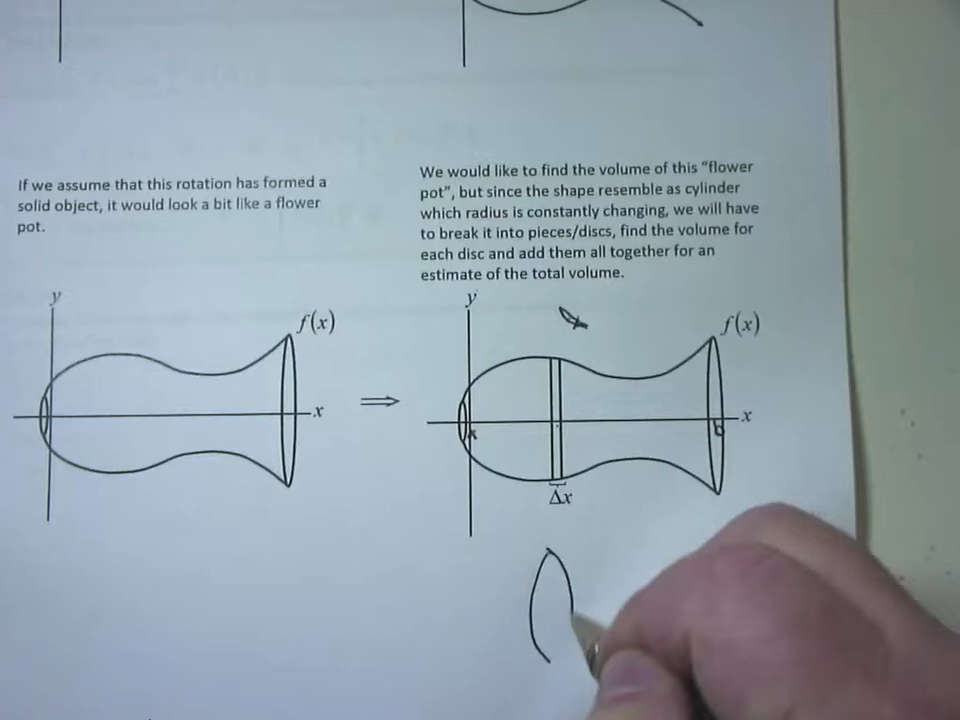 If we assume that this rotation has formed a
solid object, it would look a bit like a flower
pot.
We would like to find the volume of this “flower
pot”, but since the shape resemble as cylinder
which radius is constantly changing, we will have
to break it into pieces/discs, find the volume for
each disc and add them all together for an
estimate of the total volume.
y
f(x)
x
y
f(x)
x
b
Δx